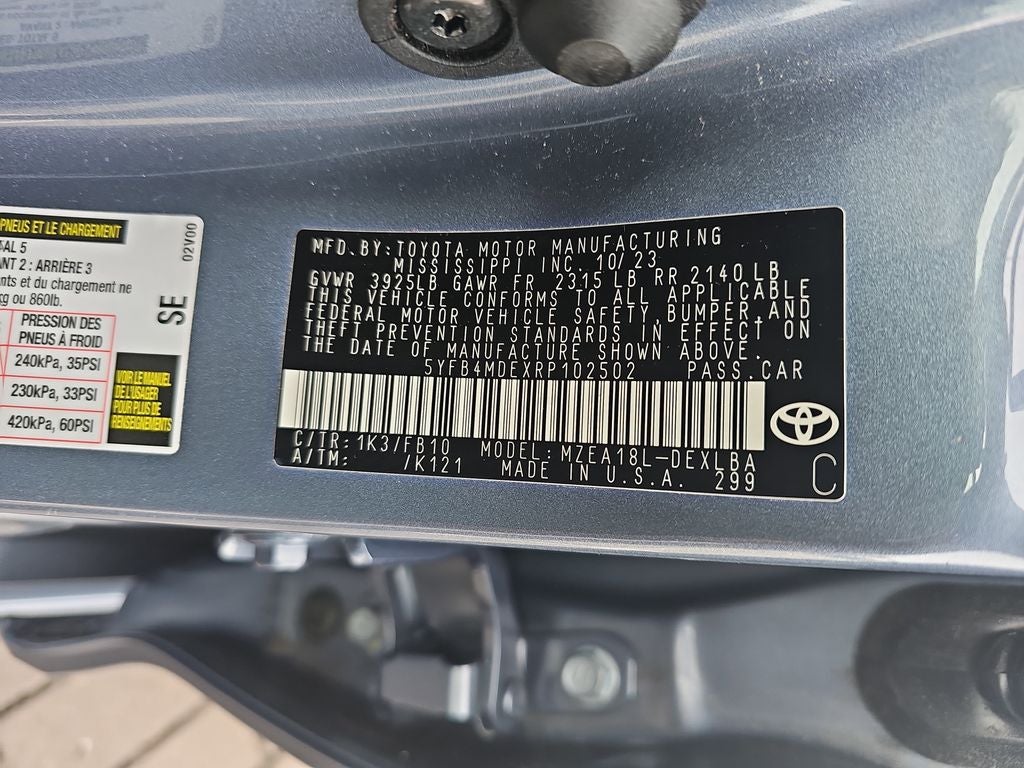 PNEUS ET LE CHARGEMENT
AL 5
ANT 2 : ARRIÈRE 3
nts et du chargement ne
kg ou 860lb.
PRESSION DES
PNEUS À FROID
240kPa, 35PSI
230kPa, 33PSI
420kPa, 60PSI
02V00
SE
VOIR LE MANUEL
DE L'USAGER
POUR PLUS DE
RENSEIGNEMENTS
MFD. BY: TOYOTA MOTOR MANUFACTURING
MISSISSIPPI INC. 10/23
GVWR 3925LB GAWR FR 2315 LB RR 2140LB
THIS VEHICLE CONFORMS TO ALL APPLICABLE
FEDERAL MOTOR VEHICLE SAFETY, BUMPER, AND
THEFT PREVENTION STANDARDS IN EFFECT ON
THE DATE OF MANUFACTURE SHOWN ABOVE.
5YFB4MDEXRP102502 PASS.CAR
C/TR: 1K3/FB10 MODEL: MZEA18L-DEXLBA
A/TM: /K121 MADE IN U.S.A. 299
C